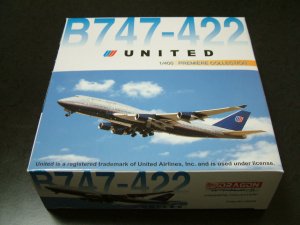 B747-422
UNITED
1/400 PREMIERE COLLECTION
United is a registered trademark of United Airlines, Inc. and is used under license.
B747-422
DRAGON